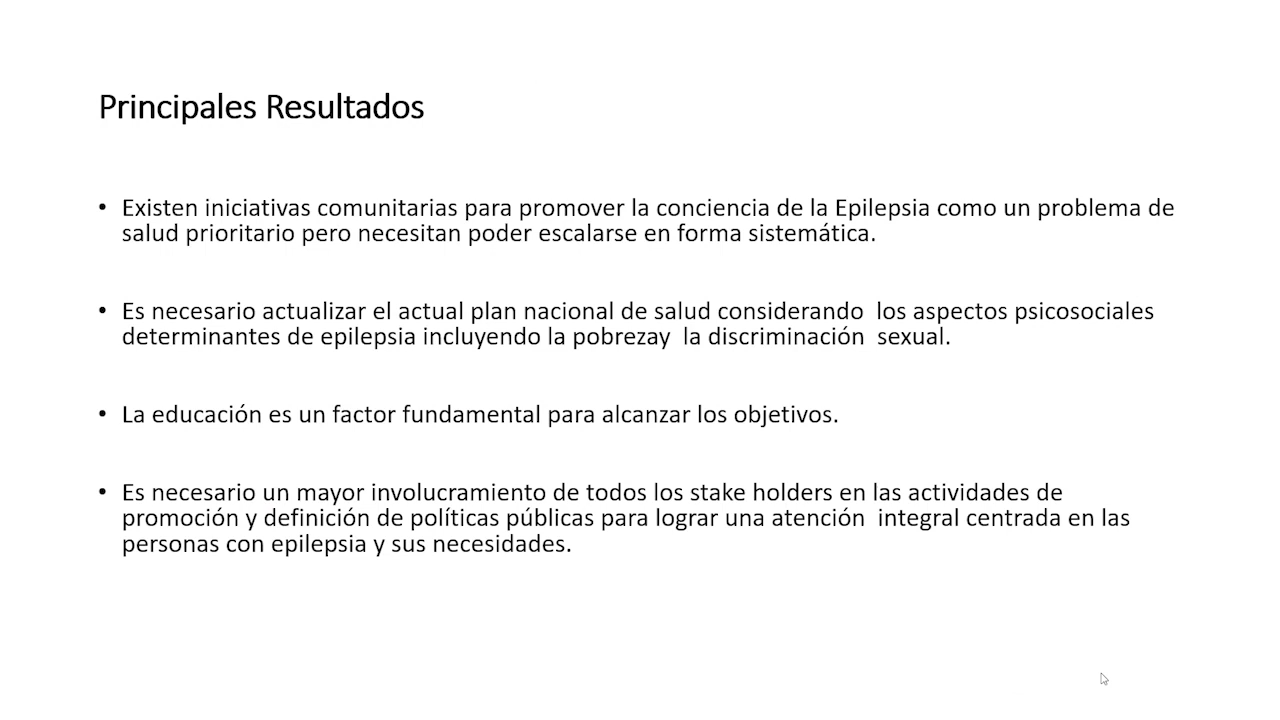 Principales Resultados
• Existen iniciativas comunitarias para promover la conciencia de la Epilepsia como un problema de
salud prioritario pero necesitan poder escalarse en forma sistemática.
• Es necesario actualizar el actual plan nacional de salud considerando  los aspectos psicosociales
determinantes de epilepsia incluyendo la pobrezay  la discriminación  sexual.
• La educación es un factor fundamental para alcanzar los objetivos.
• Es necesario un mayor involucramiento de todos los stake holders en las actividades de
promoción y definición de políticas públicas para lograr una atención  integral centrada en las
personas con epilepsia y sus necesidades.